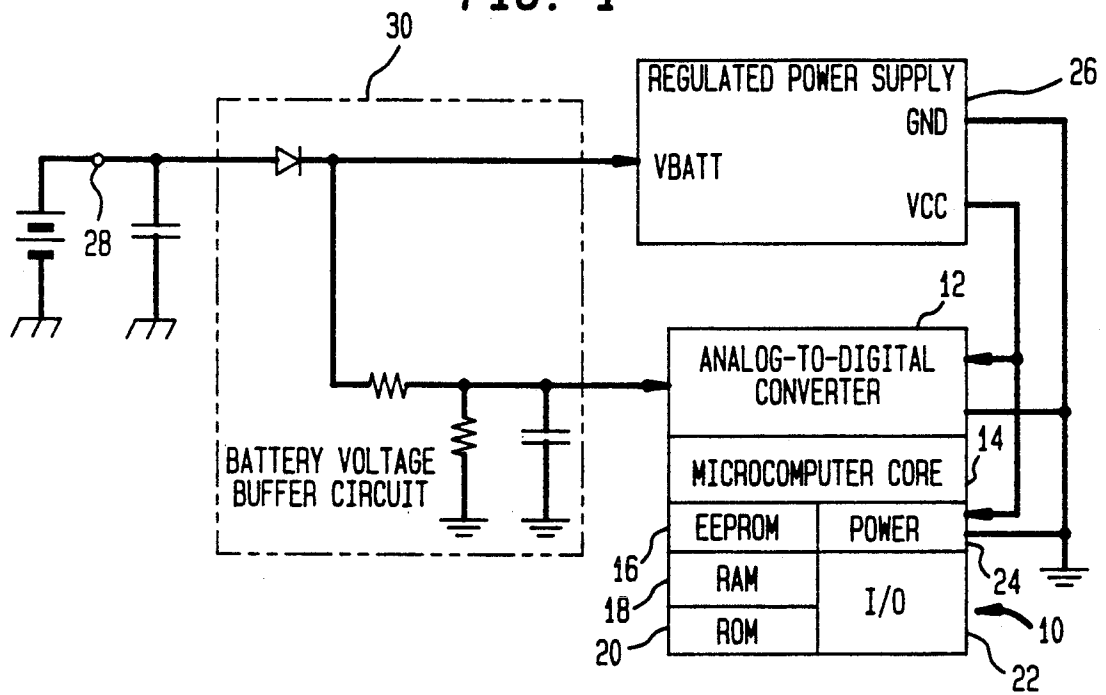 FIG. 1
30
REGULATED POWER SUPPLY
26
GND
VBATT
VCC
28
12
ANALOG-TO-DIGITAL
CONVERTER
14
BATTERY VOLTAGE
BUFFER CIRCUIT
MICROCOMPUTER CORE
EEPROM
POWER
16
RAM
24
18
I/O
10
20
ROM
22